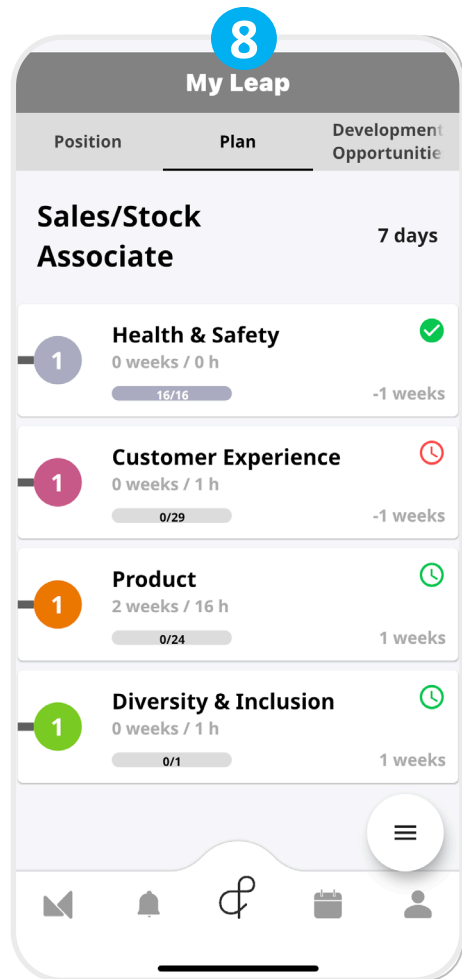 8
My Leap
Position
Plan
Development
Opportunitie
Sales/Stock
Associate
7 days
1
Health & Safety
0 weeks / 0 h
16/16
-1 weeks
1
Customer Experience
0 weeks / 1 h
0/29
-1 weeks
1
Product
2 weeks / 16 h
0/24
1 weeks
1
Diversity & Inclusion
0 weeks / 1 h
0/1
1 weeks